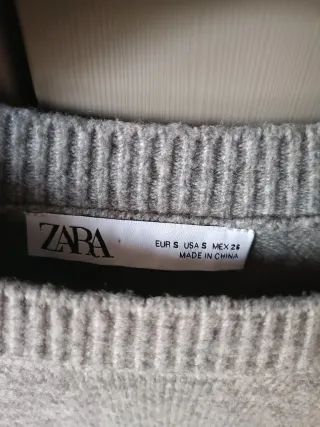 ZARA
EUR S USA S MEX 26
MADE IN CHINA